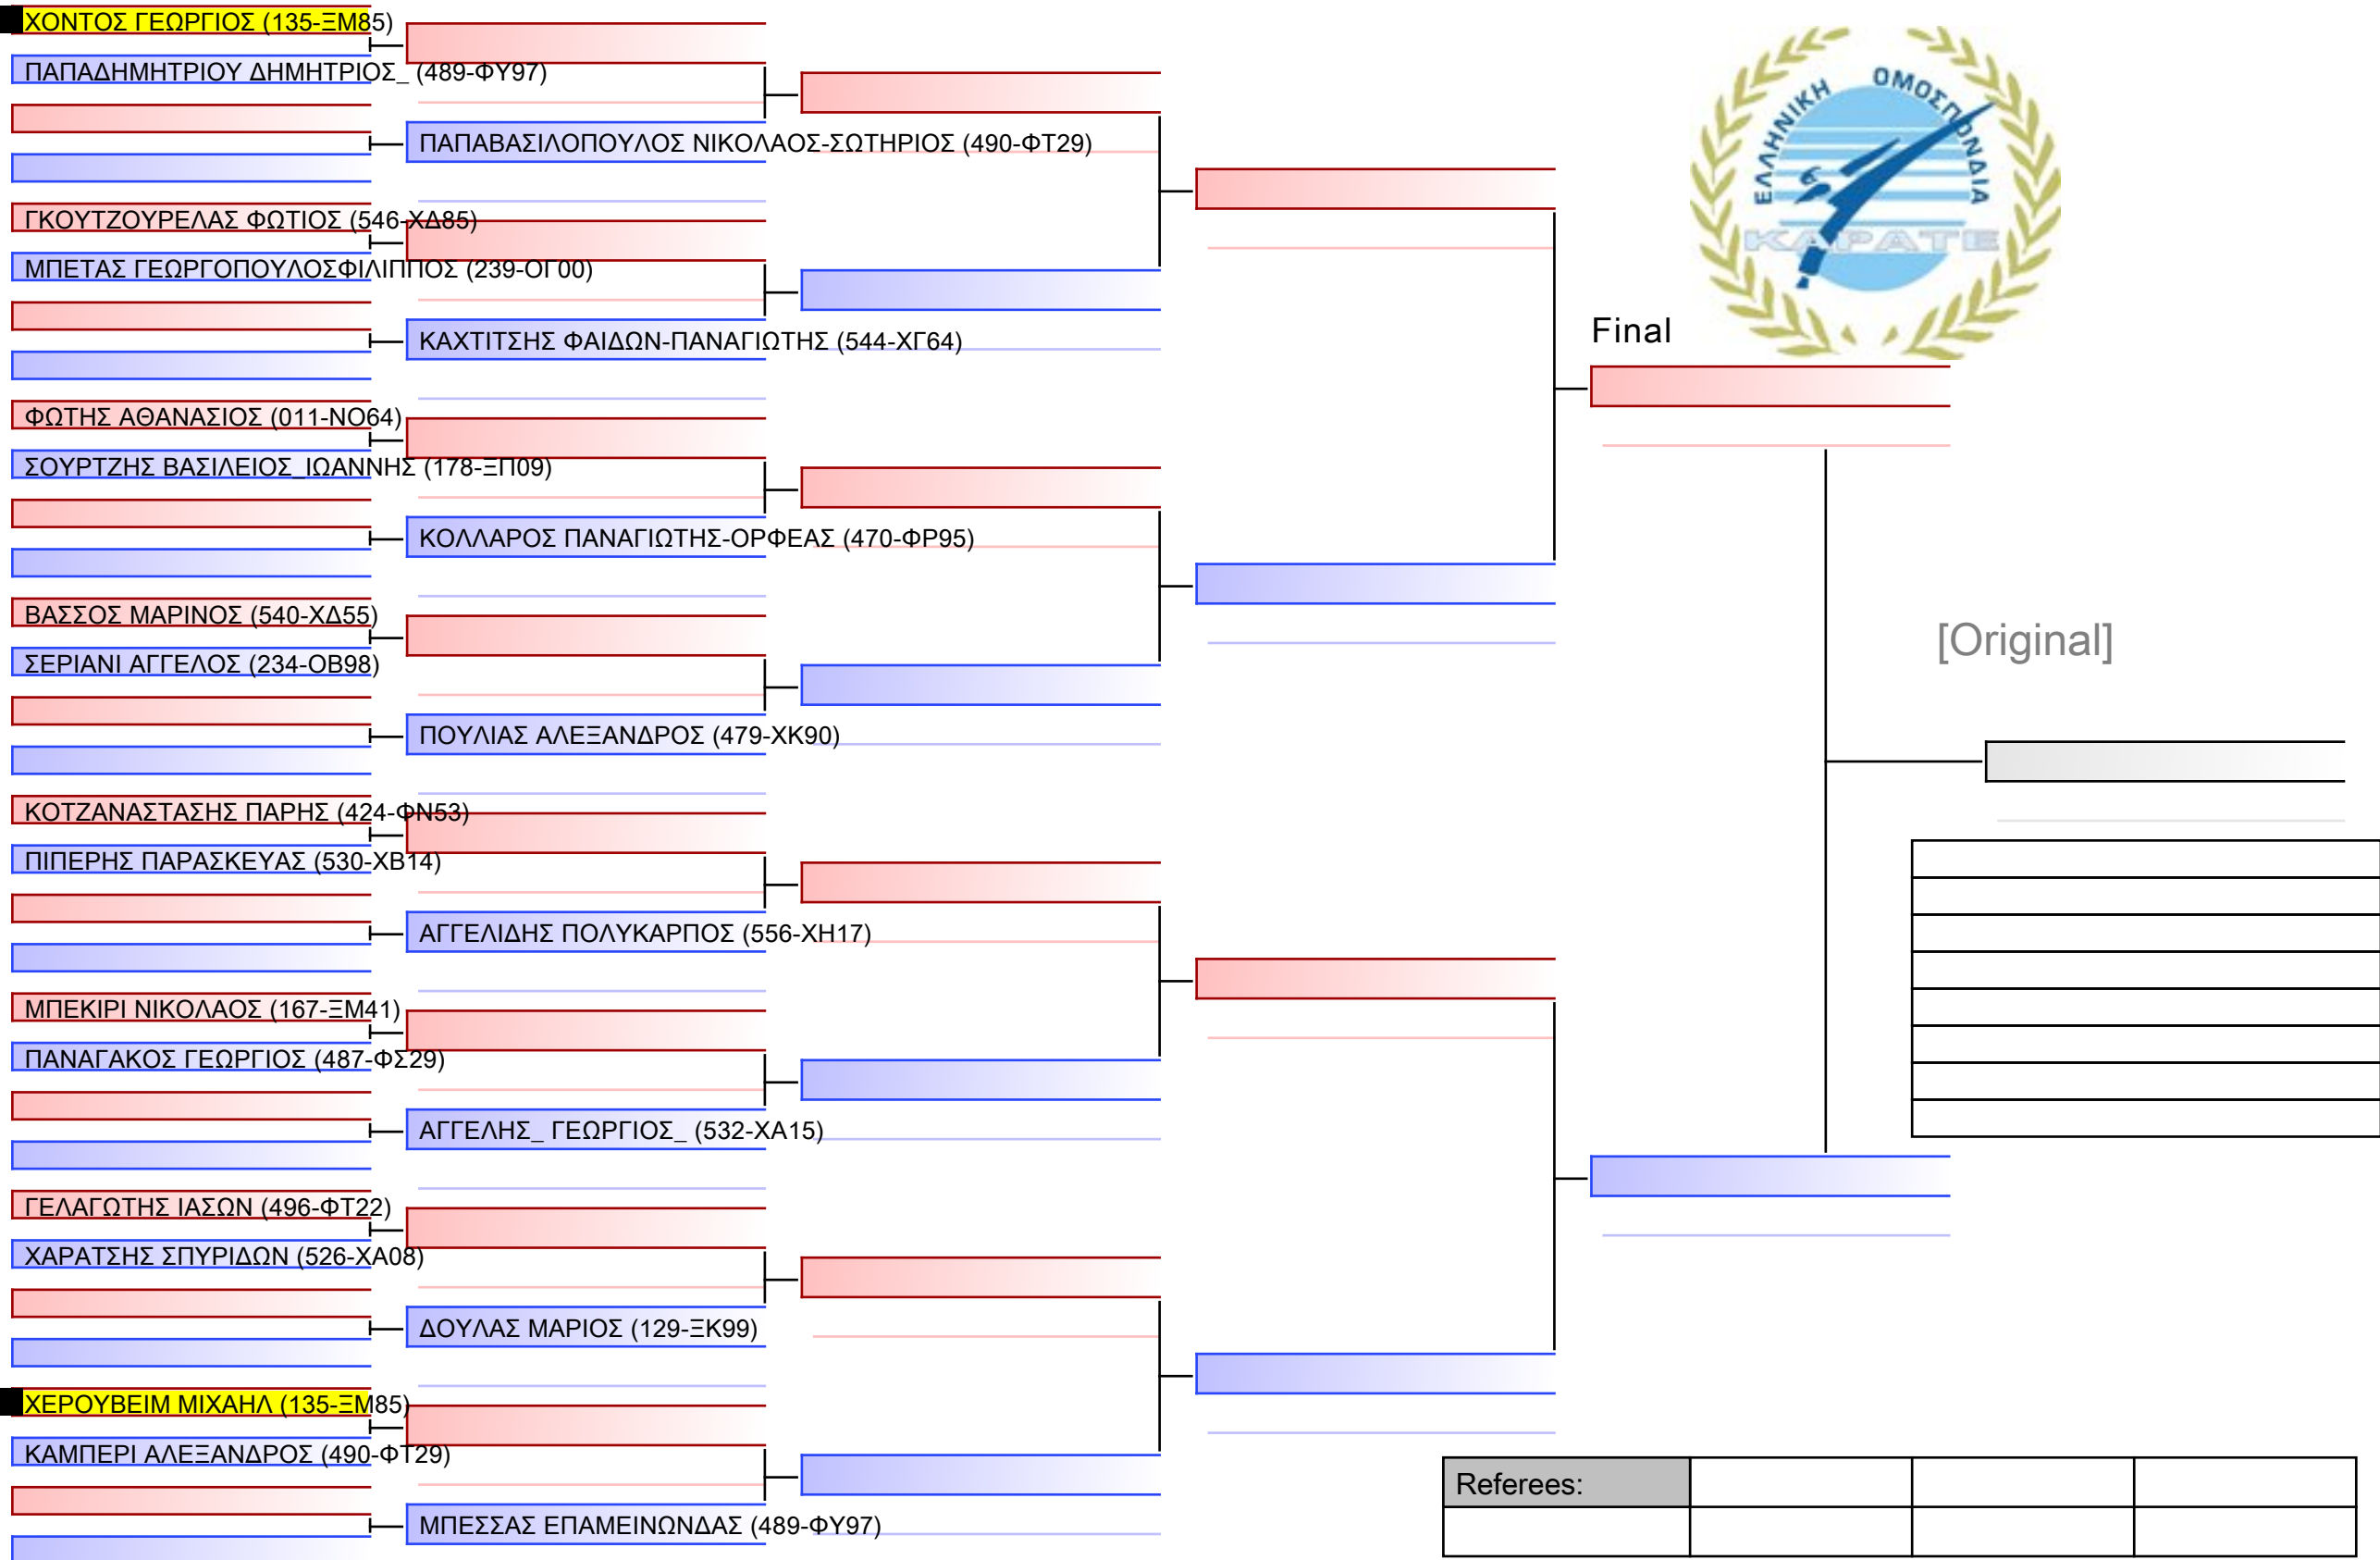 ΧΟΝΤΟΣ ΓΕΩΡΓΙΟΣ (135-ΞΜ85)
ΠΑΠΑΔΗΜΗΤΡΙΟΥ ΔΗΜΗΤΡΙΟΣ_ (489-ΦΥ97)
ΠΑΠΑΒΑΣΙΛΟΠΟΥΛΟΣ ΝΙΚΟΛΑΟΣ-ΣΩΤΗΡΙΟΣ (490-ΦΤ29)
ΓΚΟΥΤΖΟΥΡΕΛΑΣ ΦΩΤΙΟΣ (546-ΧΔ85)
ΜΠΕΤΑΣ ΓΕΩΡΓΟΠΟΥΛΟΣΦΙΛΙΠΠΟΣ (239-ΟΓ00)
ΚΑΧΤΙΤΣΗΣ ΦΑΙΔΩΝ-ΠΑΝΑΓΙΩΤΗΣ (544-ΧΓ64)
ΦΩΤΗΣ ΑΘΑΝΑΣΙΟΣ (011-ΝΟ64)
ΣΟΥΡΤΖΗΣ ΒΑΣΙΛΕΙΟΣ_ΙΩΑΝΝΗΣ (178-ΞΠ09)
ΚΟΛΛΑΡΟΣ ΠΑΝΑΓΙΩΤΗΣ-ΟΡΦΕΑΣ (470-ΦΡ95)
ΒΑΣΣΟΣ ΜΑΡΙΝΟΣ (540-ΧΔ55)
ΣΕΡΙΑΝΙ ΑΓΓΕΛΟΣ (234-ΟΒ98)
ΠΟΥΛΙΑΣ ΑΛΕΞΑΝΔΡΟΣ (479-ΧΚ90)
ΚΟΤΖΑΝΑΣΤΑΣΗΣ ΠΑΡΗΣ (424-ΦΝ53)
ΠΙΠΕΡΗΣ ΠΑΡΑΣΚΕΥΑΣ (530-ΧΒ14)
ΑΓΓΕΛΙΔΗΣ ΠΟΛΥΚΑΡΠΟΣ (556-ΧΗ17)
ΜΠΕΚΙΡΙ ΝΙΚΟΛΑΟΣ (167-ΞΜ41)
ΠΑΝΑΓΑΚΟΣ ΓΕΩΡΓΙΟΣ (487-ΦΣ29)
ΑΓΓΕΛΗΣ_ ΓΕΩΡΓΙΟΣ_ (532-ΧΑ15)
ΓΕΛΑΓΩΤΗΣ ΙΑΣΩΝ (496-ΦΤ22)
ΧΑΡΑΤΣΗΣ ΣΠΥΡΙΔΩΝ (526-ΧΑ08)
ΔΟΥΛΑΣ ΜΑΡΙΟΣ (129-ΞΚ99)
ΧΕΡΟΥΒΕΙΜ ΜΙΧΑΗΛ (135-ΞΜ85)
ΚΑΜΠΕΡΙ ΑΛΕΞΑΝΔΡΟΣ (490-ΦΤ29)
ΜΠΕΣΣΑΣ ΕΠΑΜΕΙΝΩΝΔΑΣ (489-ΦΥ97)
ΕΛΛΗΝΙΚΗ ΟΜΟΣΠΟΝΔΙΑ
ΚΑΡΑΤΕ
Final
[Original]
Referees: